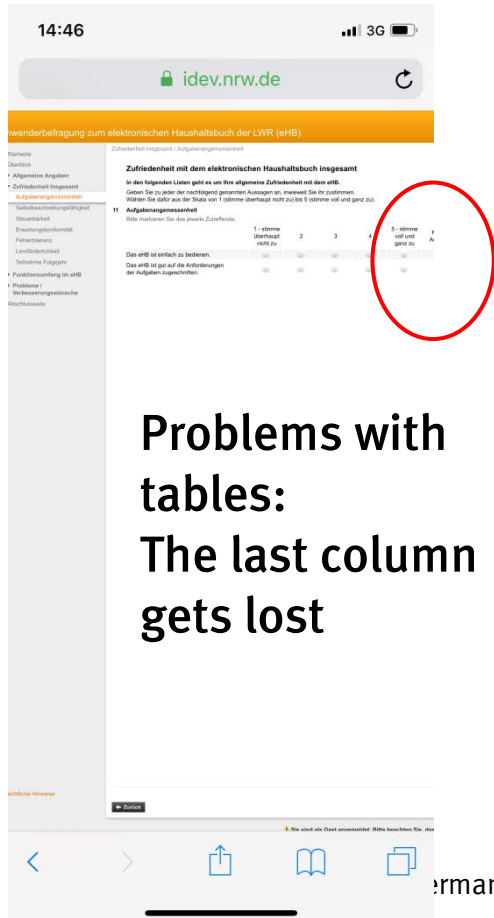 14:46
3G
idev.nrw.de
nwenderbefragung zum elektronischen Haushaltsbuch der LWR (eHB)
Startseite
Überblick
Allgemeine Angaben
Zufriedenheit Insgesamt
Aufgabenangemessenheit
Selbstbeschreibungsfähigkeit
Steuerbarkeit
Erwartungskonformität
Fehlertoleranz
Lernförderlichkeit
Teilnahme Folgejahr
Funktionsumfang im eHB
Probleme /
Verbesserungswünsche
Abschlussseite
Zufriedenheit Insgesamt / Aufgabenangemessenheit
Zufriedenheit mit dem elektronischen Haushaltsbuch insgesamt
In den folgenden Listen geht es um Ihre allgemeine Zufriedenheit mit dem eHB.
Geben Sie zu jeder der nachfolgend genannten Aussagen an, inwieweit Sie ihr zustimmen.
Wählen Sie dafür aus der Skala von 1 (stimme überhaupt nicht zu) bis 5 (stimme voll und ganz zu).
11 Aufgabenangemessenheit
Bitte markieren Sie das jeweils Zutreffende.
1 - stimme überhaupt nicht zu 2 3 4 5 - stimme voll und ganz zu
Das eHB ist einfach zu bedienen.
Das eHB ist gut auf die Anforderungen
der Aufgaben zugeschnitten.
Problems with
tables:
The last column
gets lost
echtliche Hinweise
Zurück
Sie sind als Gast angemeldet. Bitte beachten Sie, das
erman